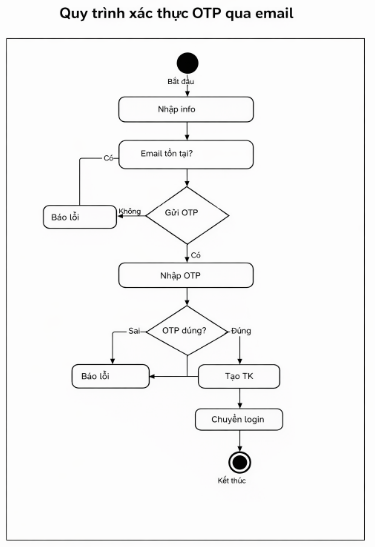 Quy trình xác thực OTP qua email
Bắt đầu
Nhập info
Email tồn tại?
Có
Báo lỗi
Không
Gửi OTP
Có
Nhập OTP
Sai
OTP đúng?
Đúng
Báo lỗi
Tạo TK
Chuyển login
Kết thúc